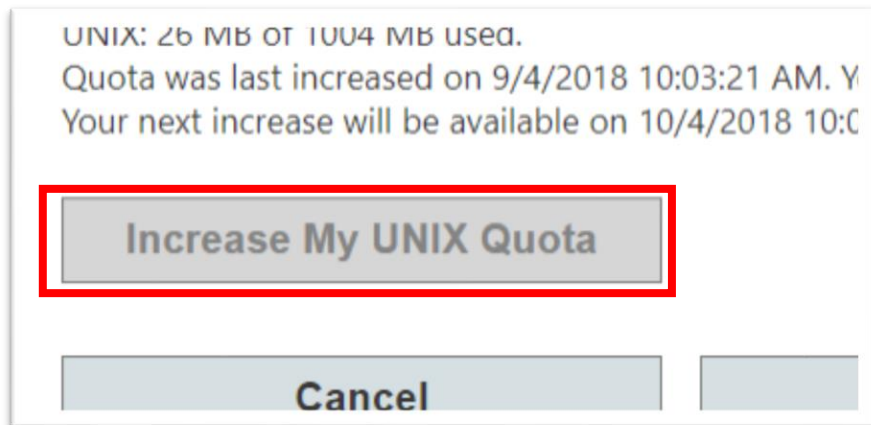 UNIX: 26 MB of 1004 MB used.
Quota was last increased on 9/4/2018 10:03:21 AM.
Your next increase will be available on 10/4/2018
Increase My UNIX Quota
Cancel